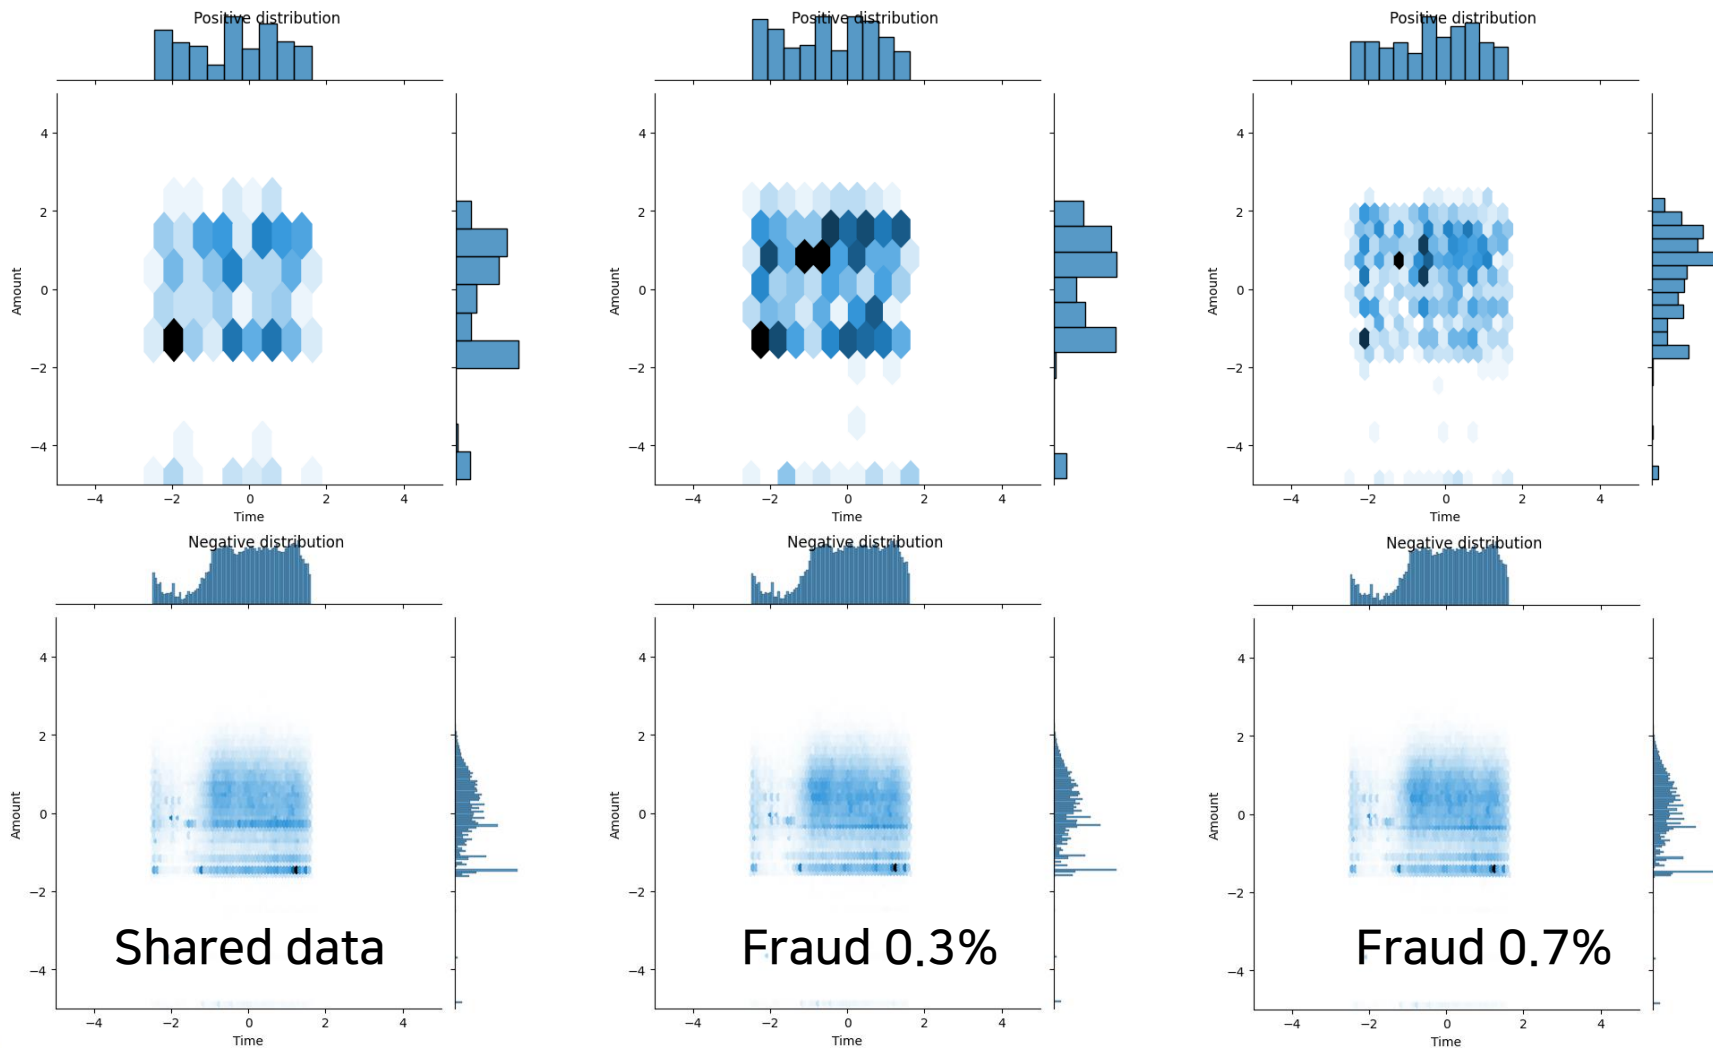 Positive distribution
Positive distribution
Positive distribution
4
2
0
−2
−4
Amount
−4
−2
0
2
4
Time
4
2
0
−2
−4
Amount
−4
−2
0
2
4
Time
4
2
0
−2
−4
Amount
−4
−2
0
2
4
Time
Negative distribution
Negative distribution
Negative distribution
4
2
0
−2
−4
Amount
−4
−2
0
2
4
Time
Shared data
4
2
0
−2
−4
Amount
−4
−2
0
2
4
Time
Fraud 0.3%
4
2
0
−2
−4
Amount
−4
−2
0
2
4
Time
Fraud 0.7%